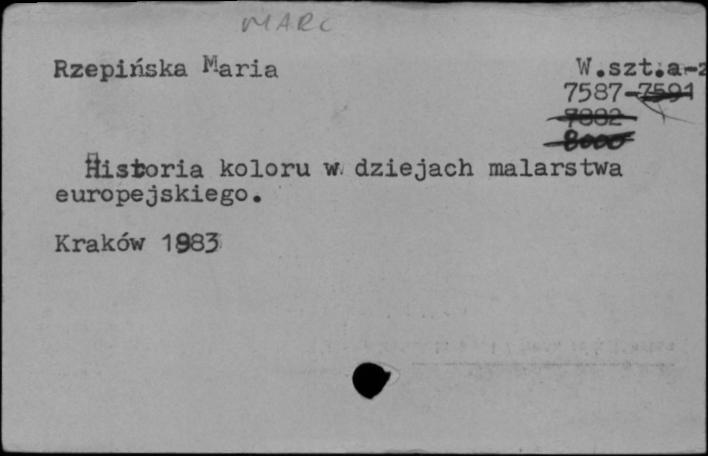 MARC
Rzepińska Maria W.szt.a-z
7587-7591
7882
8000
Historia koloru w dziejach malarstwa
europejskiego.
Kraków 1983